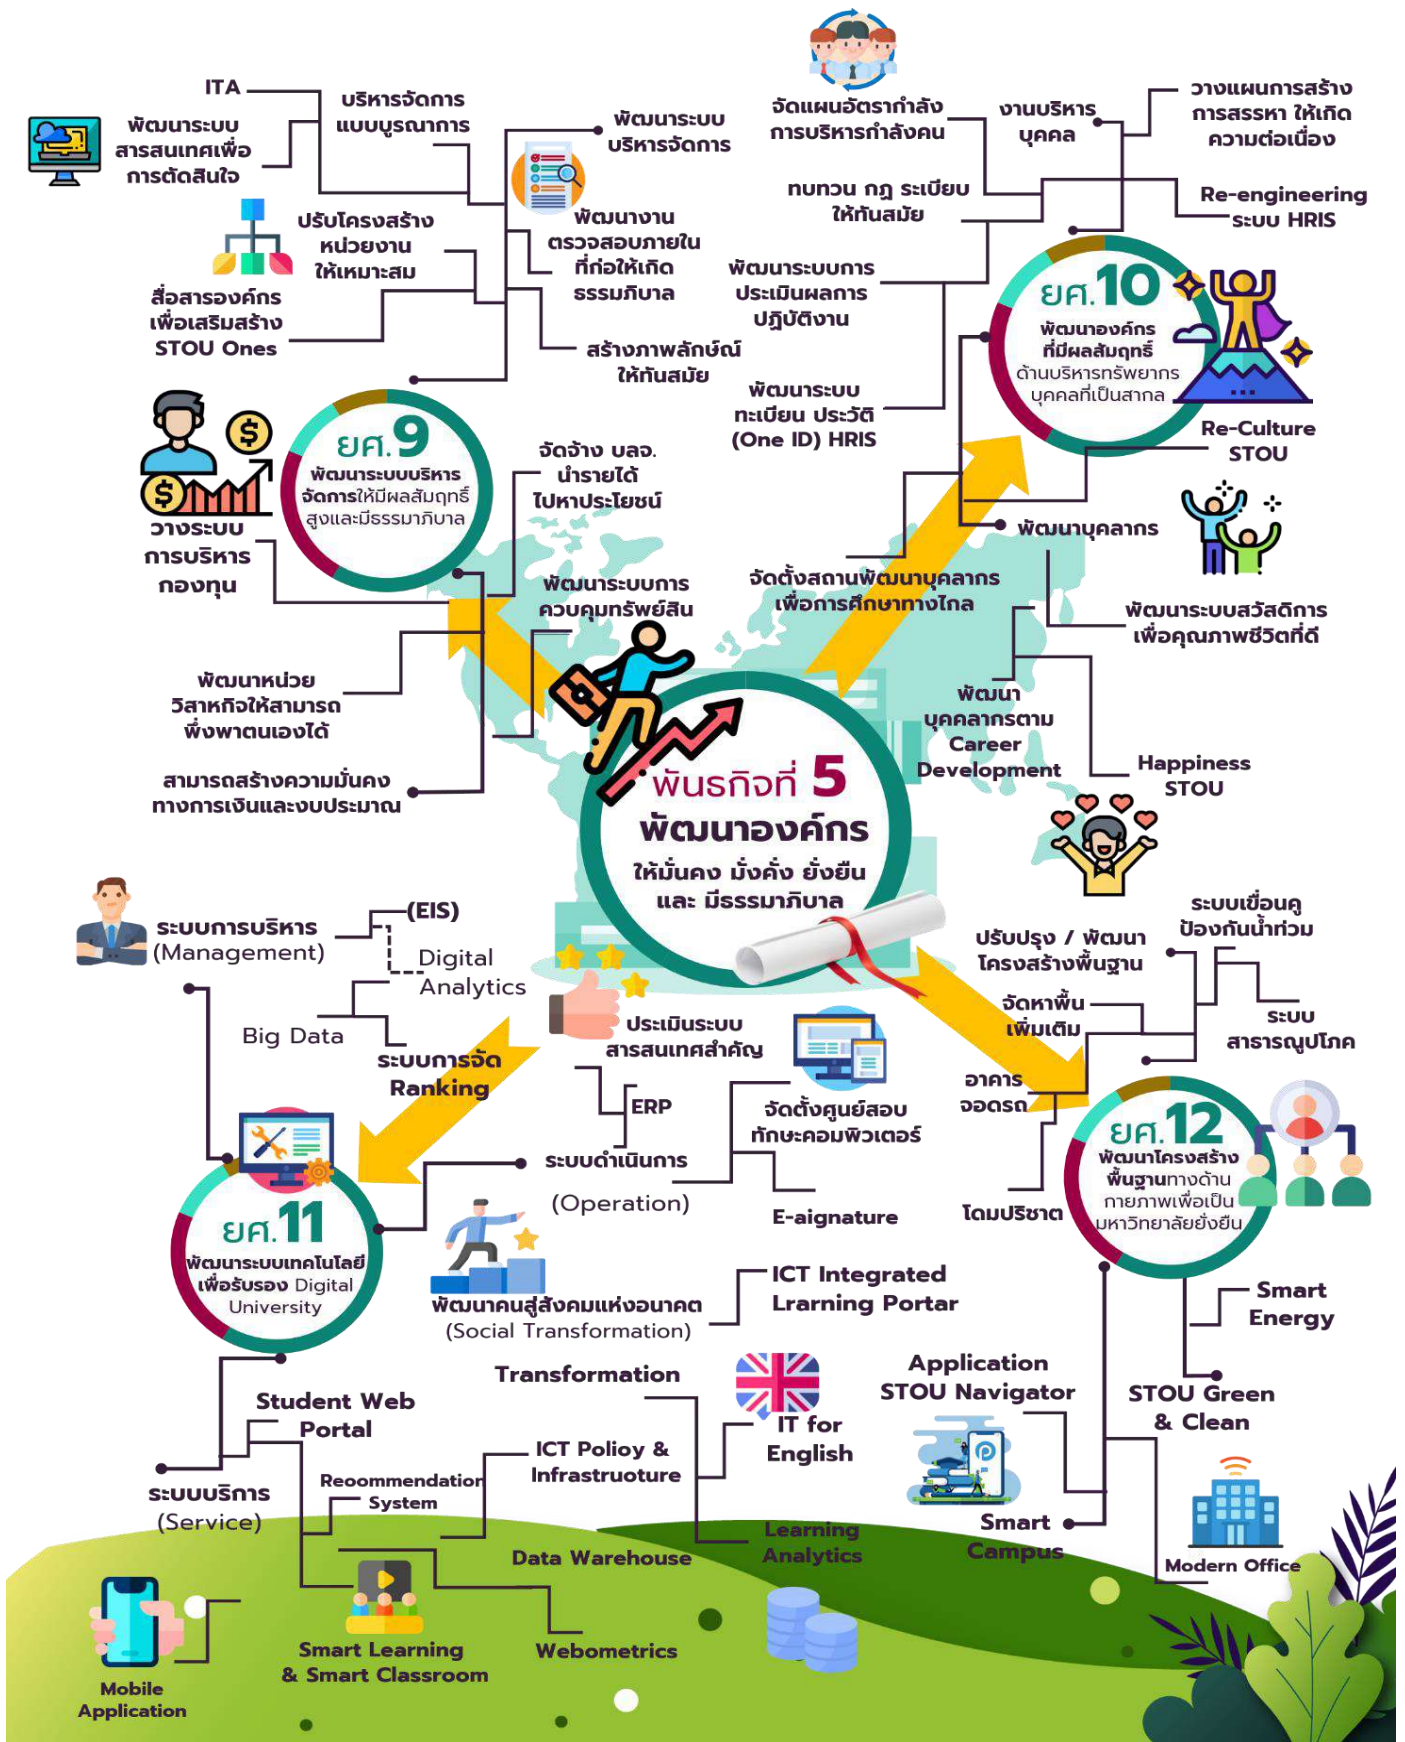 ITA
พัฒนาระบบ
สารสนเทศเพื่อ
การตัดสินใจ
บริหารจัดการ
แบบบูรณาการ
พัฒนาระบบ
บริหารจัดการ
ปรับโครงสร้าง
หน่วยงาน
ให้เหมาะสม
พัฒนางาน
ตรวจสอบภายใน
ที่ก่อให้เกิด
ธรรมภิบาล
สื่อสารองค์กร
เพื่อเสริมสร้าง
STOU Ones
สร้างภาพลักษ์ณ์
ให้ทันสมัย
ยศ.9
พัฒนาระบบบริหาร
จัดการให้มีผลสัมฤทธิ์
สูงและมีธรรมาภิบาล
วางระบบ
การบริหาร
กองทุน
จัดจ้าง บลจ.
นำรายได้
ไปหาประโยชน์
พัฒนาระบบการ
ควบคุมทรัพย์สิน
พัฒนาหน่วย
วิสาหกิจให้สามารถ
พึ่งพาตนเองได้
สามารถสร้างความมั่นคง
ทางการเงินและงบประมาณ
จัดแผนอัตรากำลัง
การบริหารกำลังคน
งานบริหาร
บุคคล
วางแผนการสร้าง
การสรรหา ให้เกิด
ความต่อเนื่อง
ทบทวน กฎ ระเบียบ
ให้ทันสมัย
Re-engineering
ระบบ HRIS
พัฒนาระบบการ
ประเมินผลการ
ปฏิบัติงาน
ยศ.10
พัฒนาองค์กร
ที่มีผลสัมฤทธิ์
ด้านบริหารทรัพยากร
บุคคลที่เป็นสากล
พัฒนาระบบ
ทะเบียน ประวัติ
(One ID) HRIS
Re-Culture
STOU
พัฒนาบุคลากร
จัดตั้งสถานพัฒนาบุคลากร
เพื่อการศึกษาทางไกล
พัฒนาระบบสวัสดิการ
เพื่อคุณภาพชีวิตที่ดี
พัฒนา
บุคคลากรตาม
Career
Development
Happiness
STOU
พันธกิจที่ 5
พัฒนาองค์กร
ให้มั่นคง มั่งคั่ง ยั่งยืน
และ มีธรรมาภิบาล
ระบบการบริหาร
(Management)
(EIS)
Digital
Analytics
Big Data
ระบบการจัด
Ranking
ประเมินระบบ
สารสนเทศสำคัญ
ERP
จัดตั้งศูนย์สอบ
ทักษะคอมพิวเตอร์
ระบบดำเนินการ
(Operation)
E-aignature
ยศ.11
พัฒนาระบบเทคโนโลยี
เพื่อรับรอง Digital
University
พัฒนาคนสู่สังคมแห่งอนาคต
(Social Transformation)
ICT Integrated
Lrarning Portar
Transformation
IT for
English
ICT Polioy &
Infrastruoture
Learning
Analytics
Data Warehouse
Webometrics
Student Web
Portal
ระบบบริการ
(Service)
Reoommendation
System
Smart Learning
& Smart Classroom
Mobile
Application
ระบบเขื่อนคู
ป้องกันน้ำท่วม
ปรับปรุง / พัฒนา
โครงสร้างพื้นฐาน
จัดหาพื้น
เพิ่มเติม
ระบบ
สาธารณูปโภค
อาคาร
จอดรถ
โดมปริชาต
ยศ.12
พัฒนาโครงสร้าง
พื้นฐานทางด้าน
กายภาพเพื่อเป็น
มหาวิทยาลัยยั่งยืน
Smart
Energy
STOU Green
& Clean
Application
STOU Navigator
Smart
Campus
Modern Office